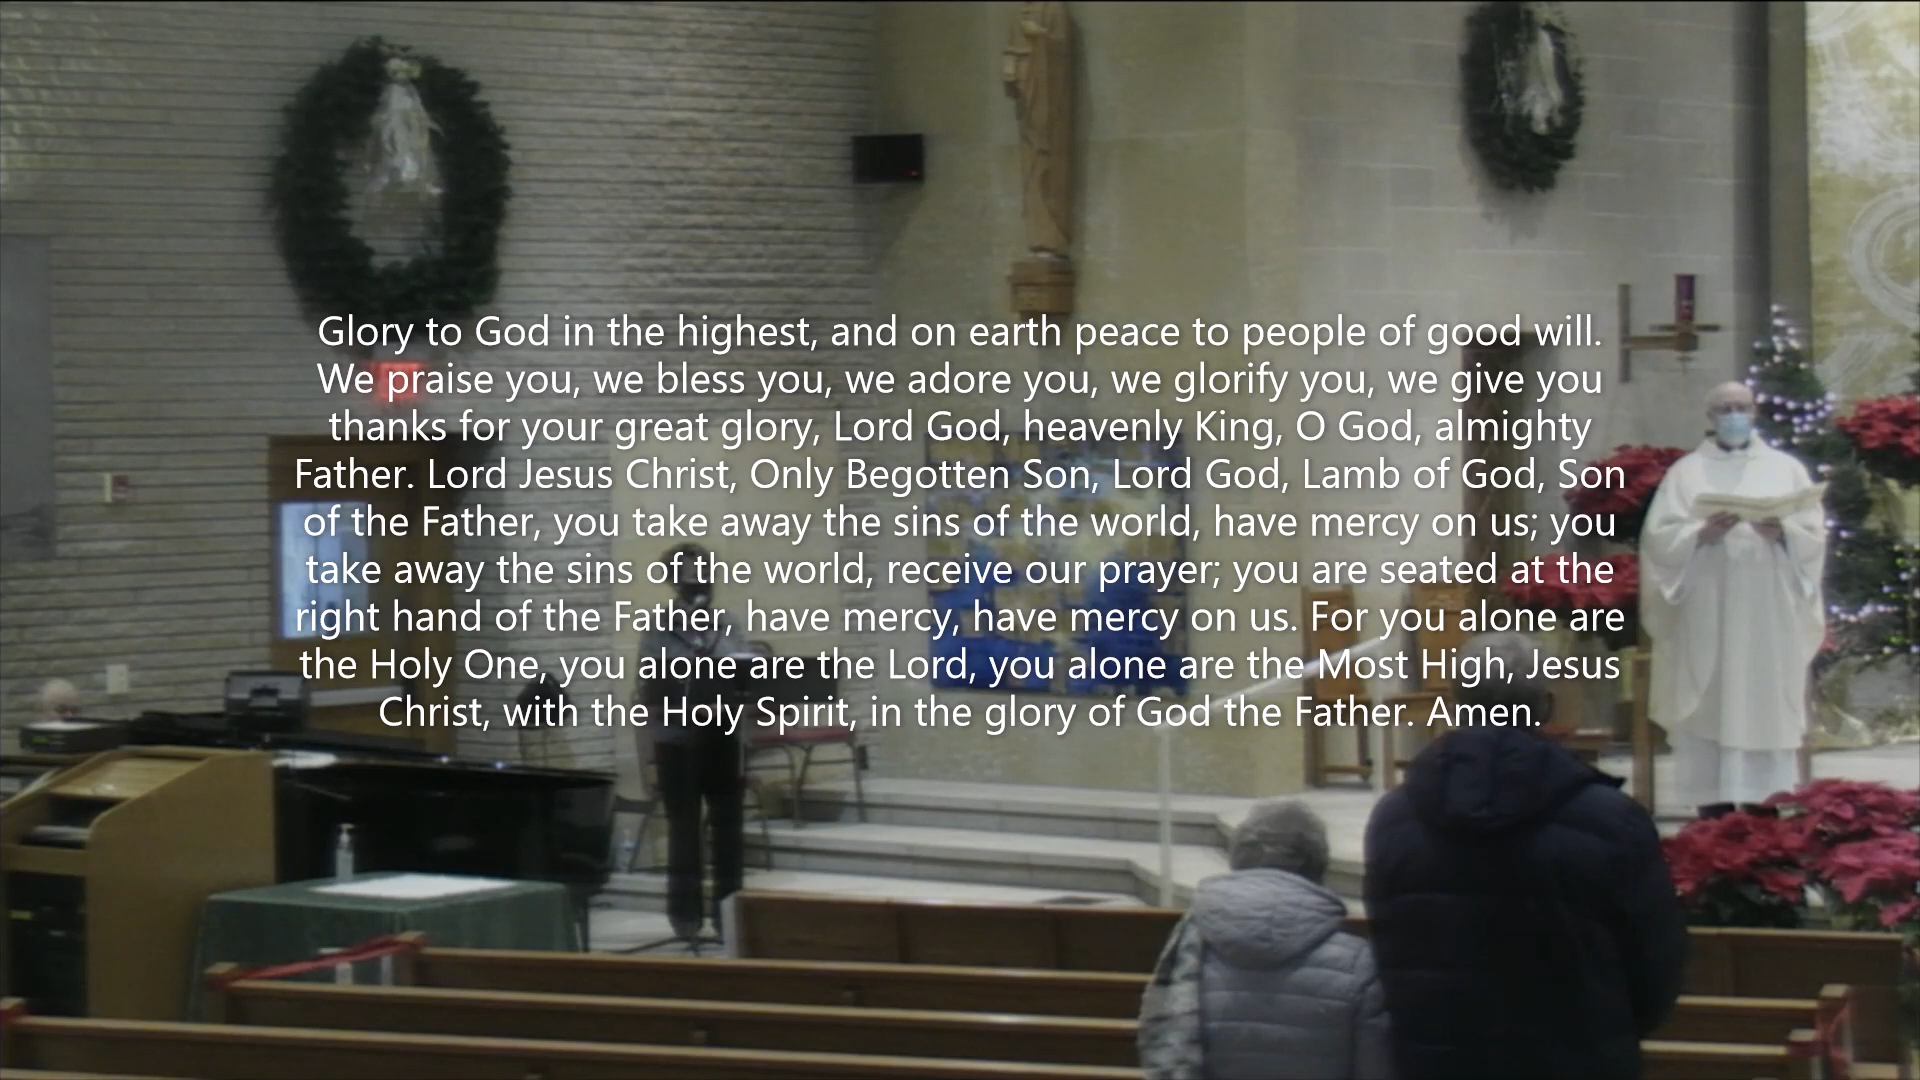 Glory to God in the highest, and on earth peace to people of good will.
We praise you, we bless you, we adore you, we glorify you, we give you
thanks for your great glory, Lord God, heavenly King, O God, almighty
Father. Lord Jesus Christ, Only Begotten Son, Lord God, Lamb of God, Son
of the Father, you take away the sins of the world, have mercy on us; you
take away the sins of the world, receive our prayer; you are seated at the
right hand of the Father, have mercy, have mercy on us. For you alone are
the Holy One, you alone are the Lord, you alone are the Most High, Jesus
Christ, with the Holy Spirit, in the glory of God the Father. Amen.